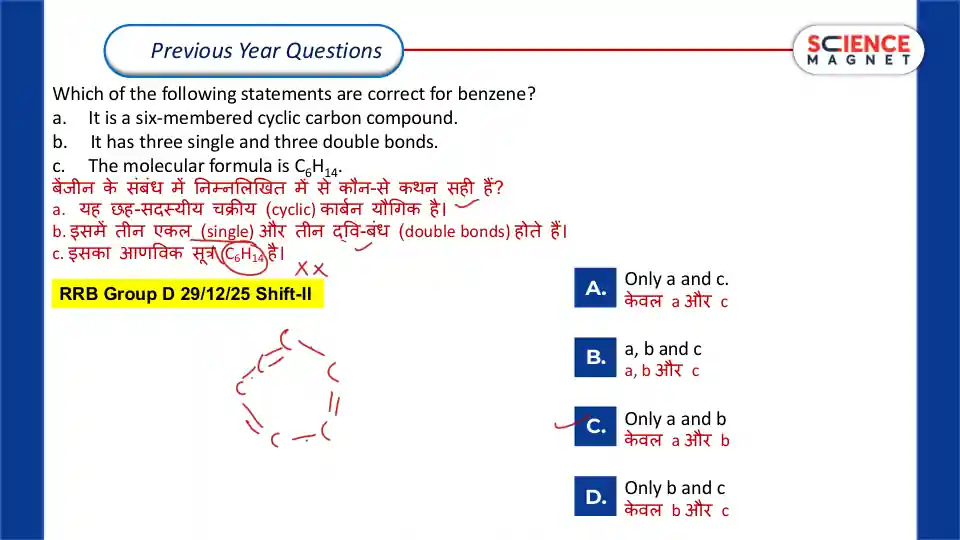 Previous Year Questions
SCIENCE
MAGNET
Which of the following statements are correct for benzene?
a. It is a six-membered cyclic carbon compound.
b. It has three single and three double bonds.
c. The molecular formula is C₆H₁₄.
बेंजीन के संबंध में निम्नलिखित में से कौन-से कथन सही हैं?
a. यह छह-सदस्यीय चक्रीय (cyclic) कार्बन यौगिक है।
b. इसमें तीन एकल (single) और तीन द्वि-बंध (double bonds) होते हैं।
c. इसका आणविक सूत्र C₆H₁₄ है।
X X
RRB Group D 29/12/25 Shift-II
A. Only a and c.
केवल a और c
B. a, b and c
a, b और c
C. Only a and b
केवल a और b
D. Only b and c
केवल b और c
C
C
C
C
C
C